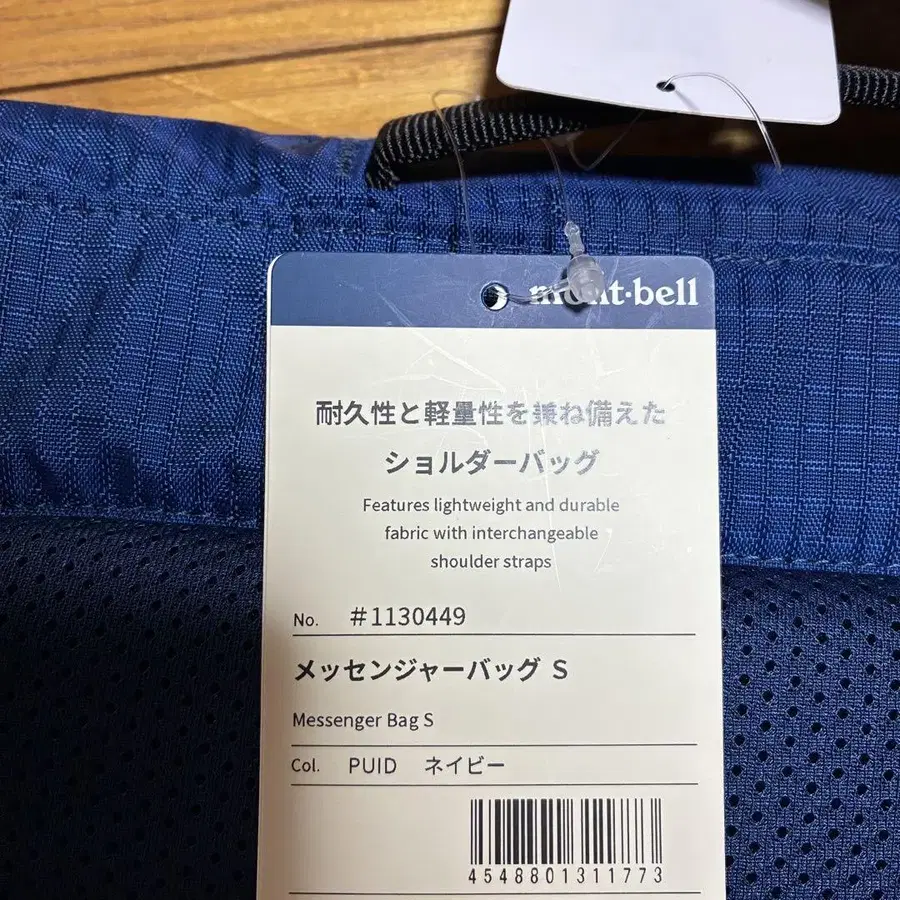 mont·bell
耐久性と軽量性を兼ね備えた
ショルダーバッグ
Features lightweight and durable
fabric with interchangeable
shoulder straps
No. #1130449
メッセンジャーバッグ S
Messenger Bag S
Col. PUID ネイビー
4548801311773